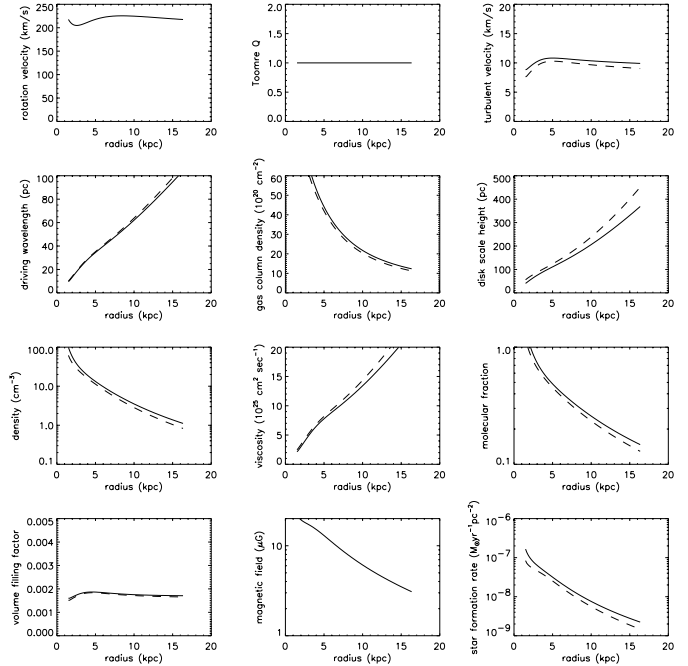 rotation velocity (km/s)
250
200
150
100
50
0
0 5 10 15 20
radius (kpc)
Toomre Q
2.0
1.5
1.0
0.5
0.0
0 5 10 15 20
radius (kpc)
turbulent velocity (km/s)
20
15
10
5
0
0 5 10 15 20
radius (kpc)
driving wavelength (pc)
100
80
60
40
20
0
0 5 10 15 20
radius (kpc)
gas column density (10²⁰ cm⁻²)
60
50
40
30
20
10
0 5 10 15 20
radius (kpc)
disk scale height (pc)
500
400
300
200
100
0
0 5 10 15 20
radius (kpc)
density (cm⁻³)
100.0
10.0
1.0
0.1
0 5 10 15 20
radius (kpc)
viscosity (10²⁵ cm² sec⁻¹)
20
15
10
5
0
0 5 10 15 20
radius (kpc)
molecular fraction
1.0
0.1
0 5 10 15 20
radius (kpc)
volume filling factor
0.005
0.004
0.003
0.002
0.001
0.000
0 5 10 15 20
radius (kpc)
magnetic field (μG)
10
1
0 5 10 15 20
radius (kpc)
star formation rate (M⊙yr⁻¹pc⁻²)
10⁻⁶
10⁻⁷
10⁻⁸
10⁻⁹
0 5 10 15 20
radius (kpc)